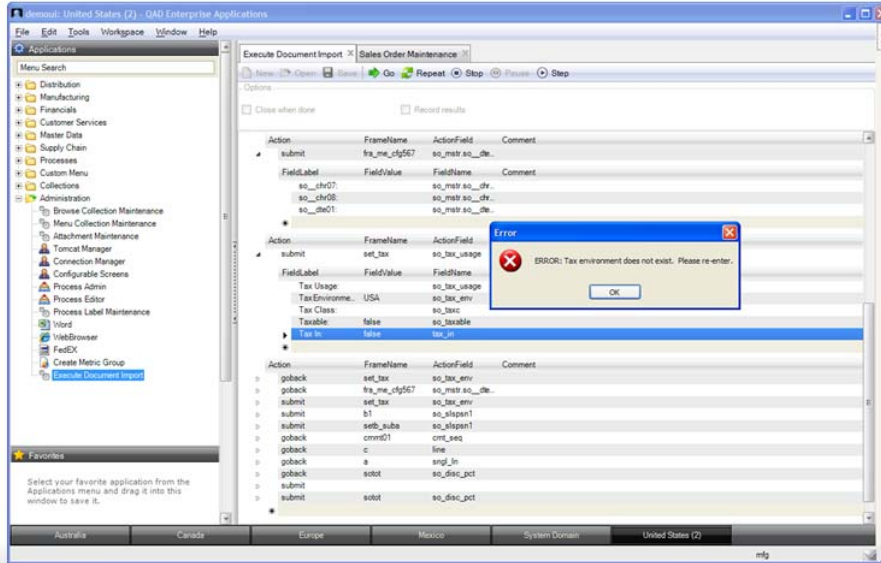 demoui: United States (2) - QAD Enterprise Applications
File Edit Tools Workspace Window Help
Applications
Menu Search
Distribution
Manufacturing
Financials
Customer Services
Master Data
Supply Chain
Processes
Custom Menu
Collections
Administration
Browse Collection Maintenance
Menu Collection Maintenance
Attachment Maintenance
Tomcat Manager
Connection Manager
Configurable Screens
Process Admin
Process Editor
Process Label Maintenance
Word
WebBrowser
FedEX
Create Metric Group
Execute Document Import
Favorites
Select your favorite application from the
Applications menu and drag it into this
window to save it.
Execute Document Import Sales Order Maintenance
New Open Save Go Repeat Stop Pause Step
Options
Close when done Record results
Action FrameName ActionField Comment
submit fra_me_cfg567 so_mstr.so__dte...
FieldLabel FieldValue FieldName Comment
so__chr07: so_mstr.so__chr...
so__chr08: so_mstr.so__chr...
so__dte01: so_mstr.so__dte...
Action FrameName ActionField
submit set_tax so_tax_usage
FieldLabel FieldValue FieldName
Tax Usage: so_tax_usage
TaxEnvironme... USA so_tax_env
Tax Class: so_taxc
Taxable: false so_taxable
Tax In: false tax_in
Error
ERROR: Tax environment does not exist. Please re-enter.
OK
Action FrameName ActionField Comment
goback set_tax so_tax_env
goback fra_me_cfg567 so_mstr.so__dte...
submit set_tax so_tax_env
submit b1 so_slspsn1
submit setb_suba so_slspsn1
goback cmmt01 cmt_seq
goback c line
goback a sngl_ln
goback sotot so_disc_pct
submit
submit sotot so_disc_pct
Australia Canada Europe Mexico System Domain United States (2)
mfg